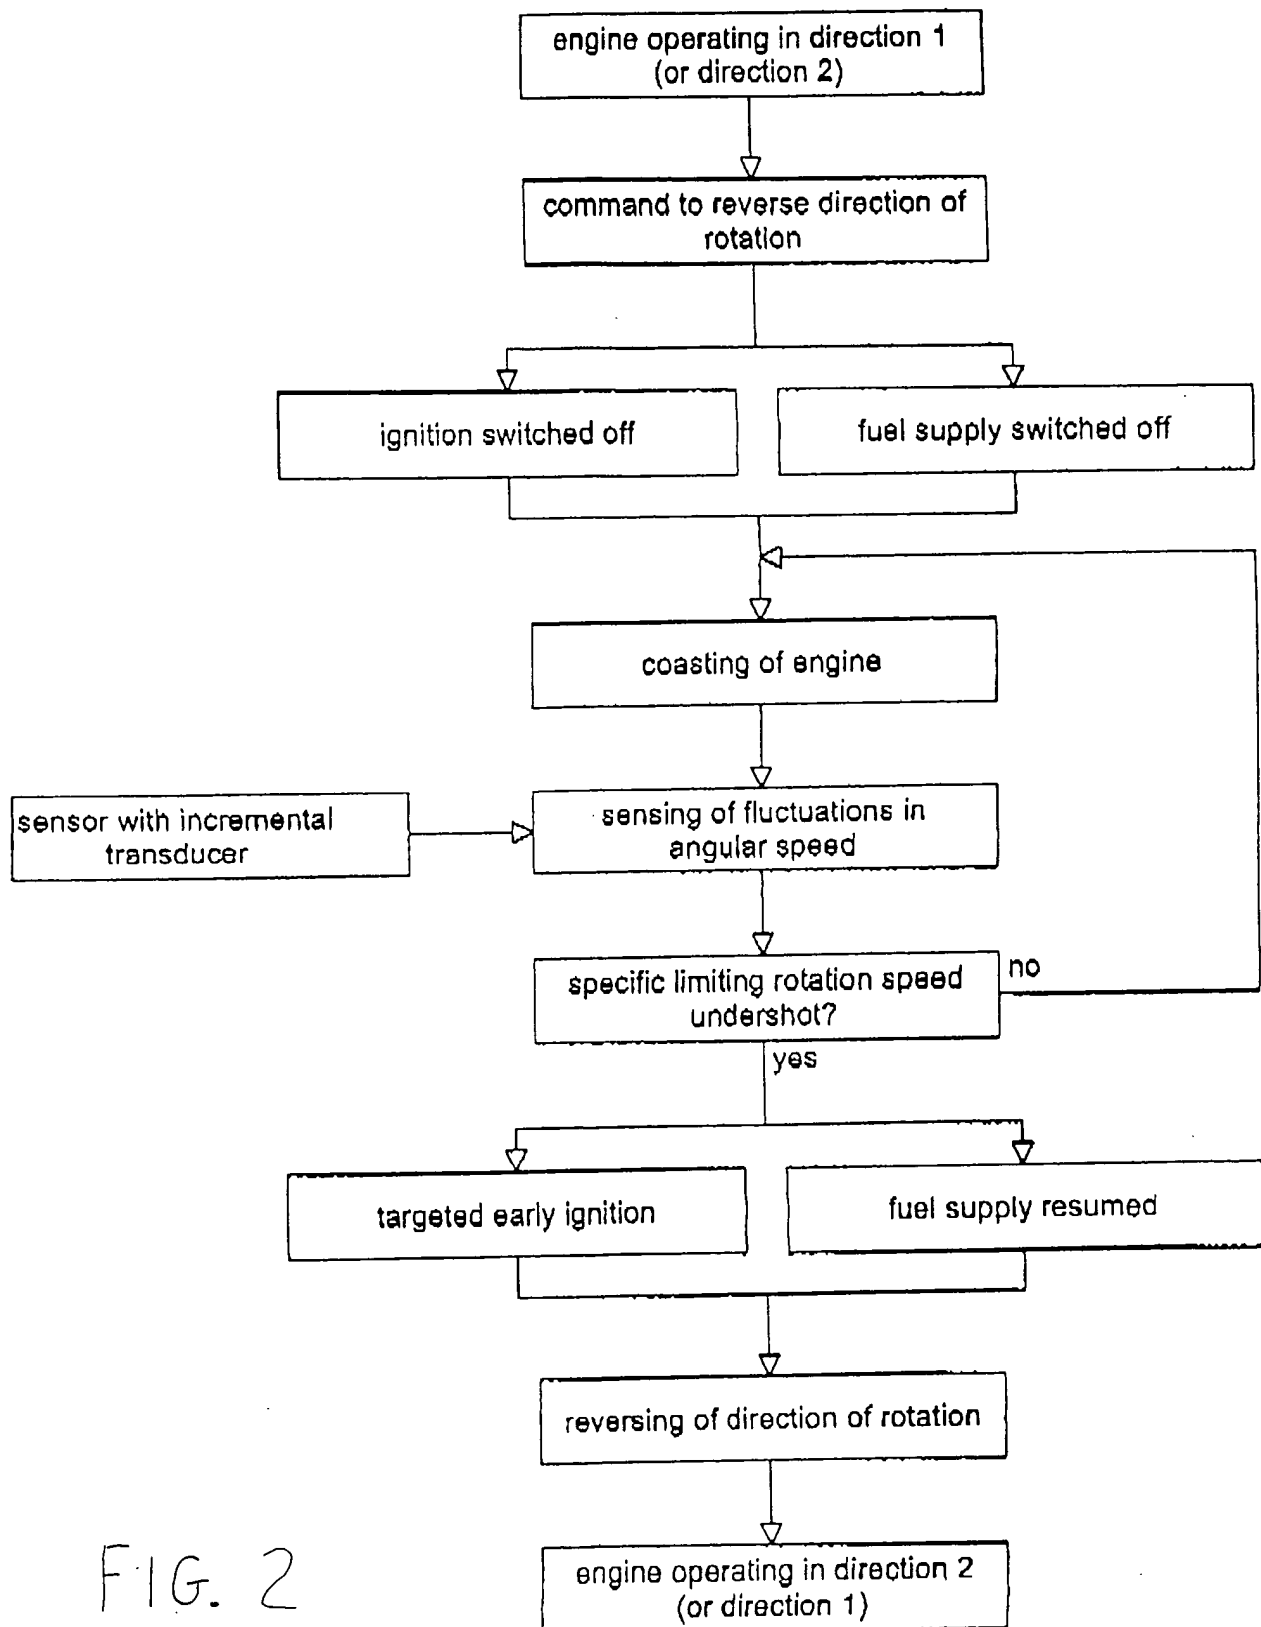 engine operating in direction 1
(or direction 2)
command to reverse direction of
rotation
ignition switched off
fuel supply switched off
coasting of engine
sensor with incremental
transducer
sensing of fluctuations in
angular speed
specific limiting rotation speed
undershot?
no
yes
targeted early ignition
fuel supply resumed
reversing of direction of rotation
engine operating in direction 2
(or direction 1)
FIG. 2